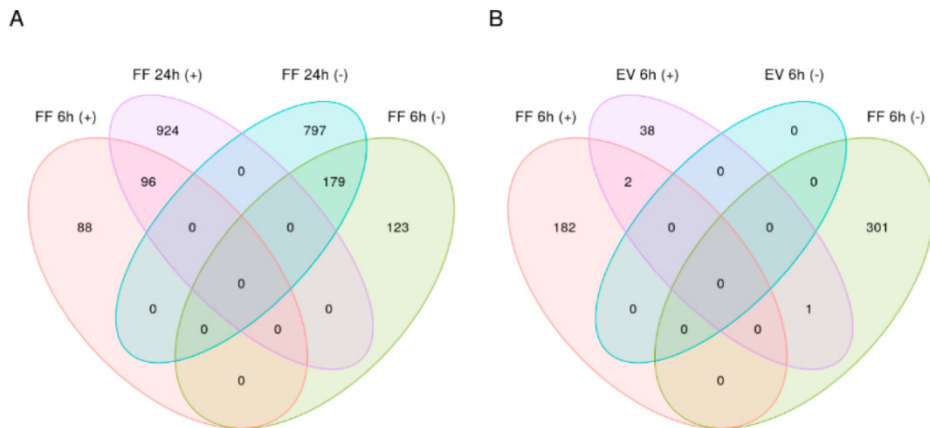 A
FF 24h (+) FF 24h (-)
FF 6h (+) FF 6h (-)
924 797
0
96 179
88 0 0 123
0
0 0
0 0
0
B
EV 6h (+) EV 6h (-)
FF 6h (+) FF 6h (-)
38 0
0
2 0
182 0 0 301
0
0 1
0 0
0